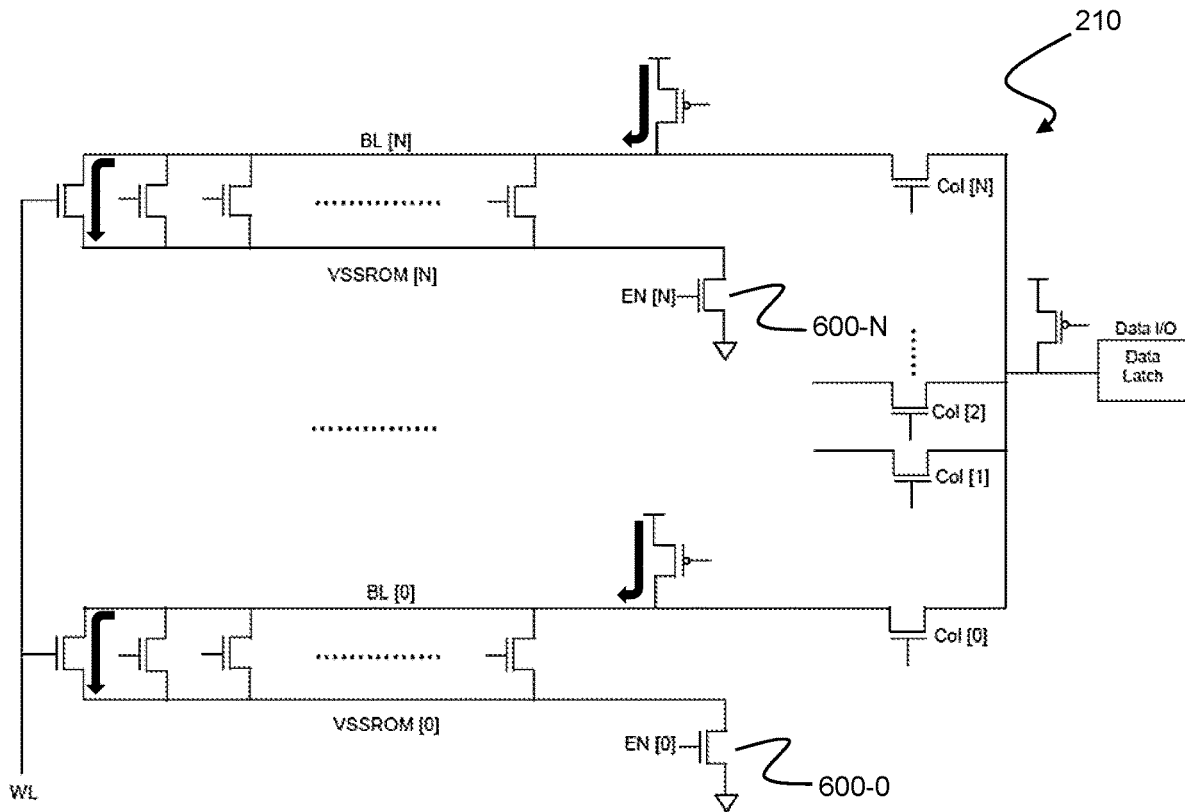 210
BL [N]
Col [N]
VSSROM [N]
EN [N]
600-N
Data I/O
Data
Latch
Col [2]
Col [1]
BL [0]
Col [0]
VSSROM [0]
EN [0]
600-0
WL